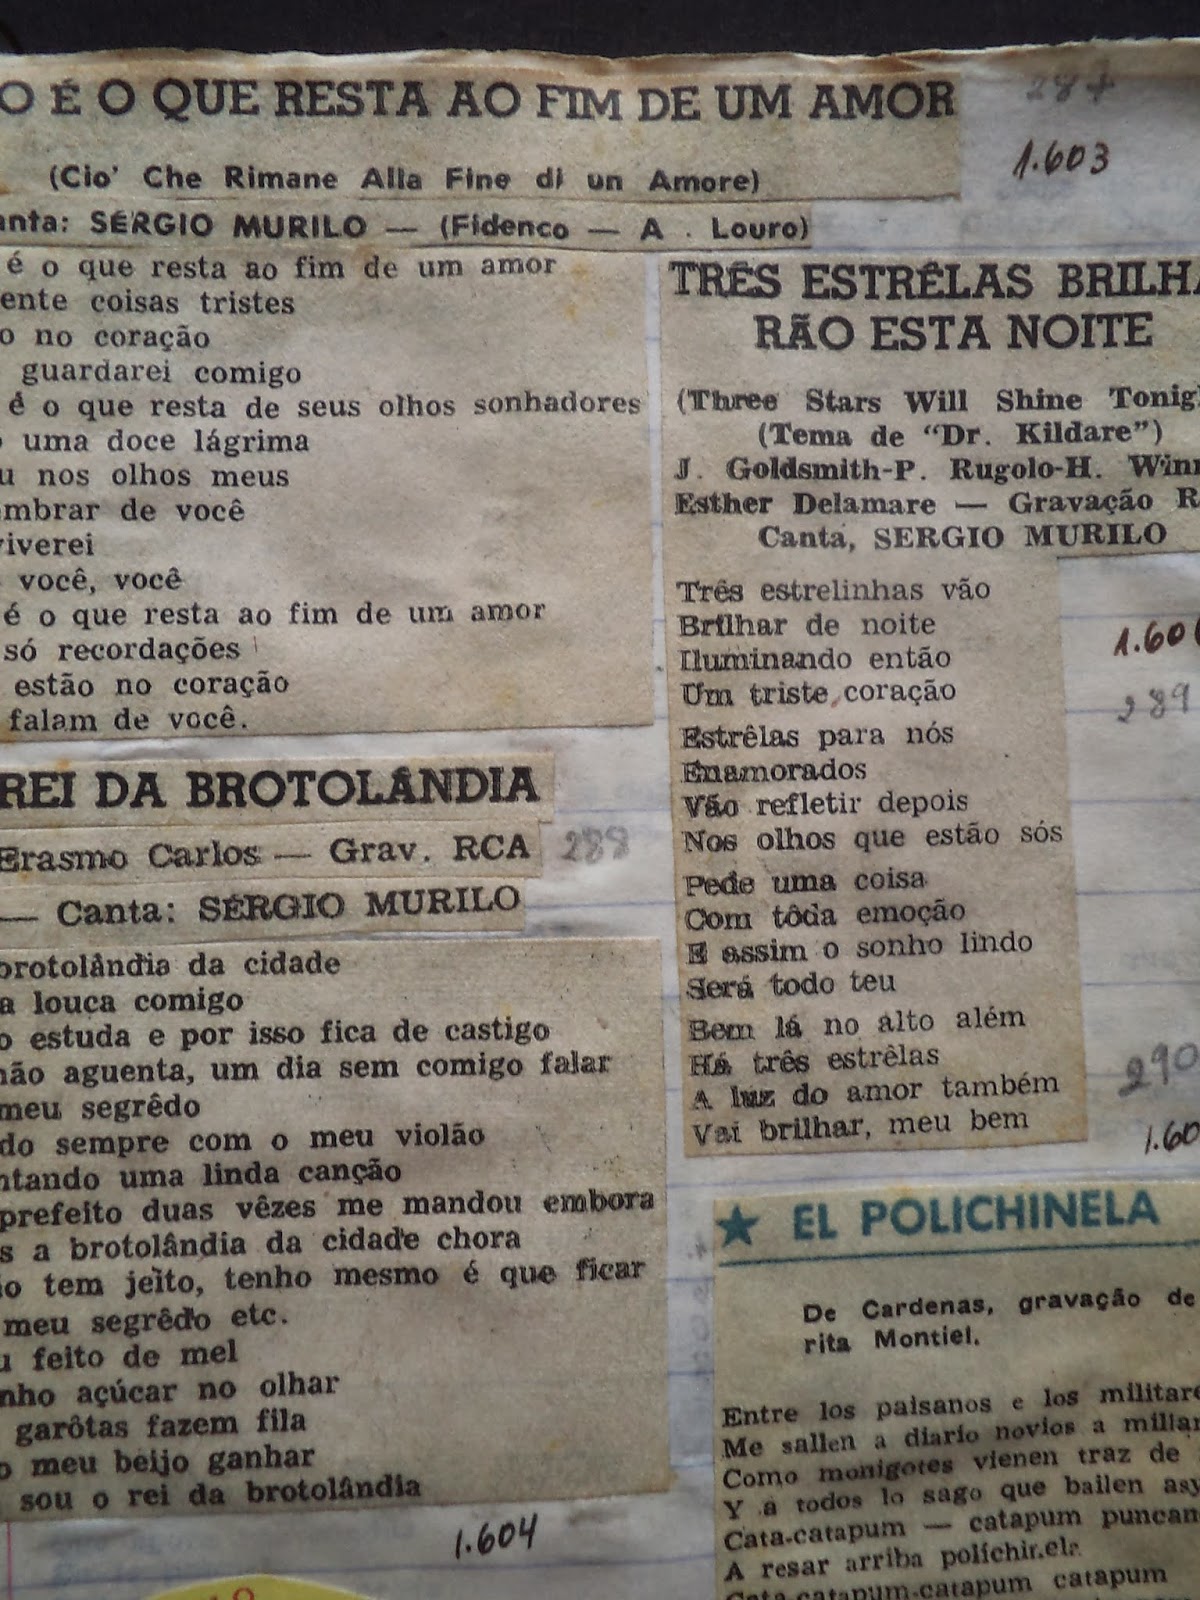 O É O QUE RESTA AO FIM DE UM AMOR
(Cio' Che Rimane Alla Fine di un Amore)
anta: SÉRGIO MURILO — (Fidenco — A . Louro)
287
1.603
é o que resta ao fim de um amor
ente coisas tristes
o no coração
guardarei comigo
é o que resta de seus olhos sonhadores
uma doce lágrima
u nos olhos meus
mbrar de você
viverei
você, você
é o que resta ao fim de um amor
só recordações
estão no coração
falam de você.
REI DA BROTOLÂNDIA
Erasmo Carlos — Grav. RCA
288
— Canta: SÉRGIO MURILO
brotolândia da cidade
a louca comigo
o estuda e por isso fica de castigo
não aguenta, um dia sem comigo falar
meu segrêdo
do sempre com o meu violão
ntando uma linda canção
prefeito duas vêzes me mandou embora
s a brotolândia da cidade chora
io tem jeito, tenho mesmo é que ficar
meu segrêdo etc.
u feito de mel
nho açúcar no olhar
garôtas fazem fila
o meu beijo ganhar
sou o rei da brotolândia
1.604
TRÊS ESTRÊLAS BRILHA
RÃO ESTA NOITE
(Three Stars Will Shine Tonig
(Tema de “Dr. Kildare”)
J. Goldsmith-P. Rugolo-H. Winn
Esther Delamare — Gravação R
Canta, SERGIO MURILO
Três estrelinhas vão
Brilhar de noite
Iluminando então
Um triste coração
Estrêlas para nós
Enamorados
Vão refletir depois
Nos olhos que estão sós
Pede uma coisa
Com tôda emoção
E assim o sonho lindo
Será todo teu
Bem lá no alto além
Há três estrêlas
A luz do amor também
Vai brilhar, meu bem
1.60
289
290
1.60
★ EL POLICHINELA
De Cardenas, gravação de
rita Montiel.
Entre los paisanos e los militare
Me sallen a diario novios a millar
Como monigotes vienen traz de
Y a todos lo sago que bailen asy
Cata-catapum — catapum puncan
A resar arriba polichir.ela
Cata-catapum-catapum catapum